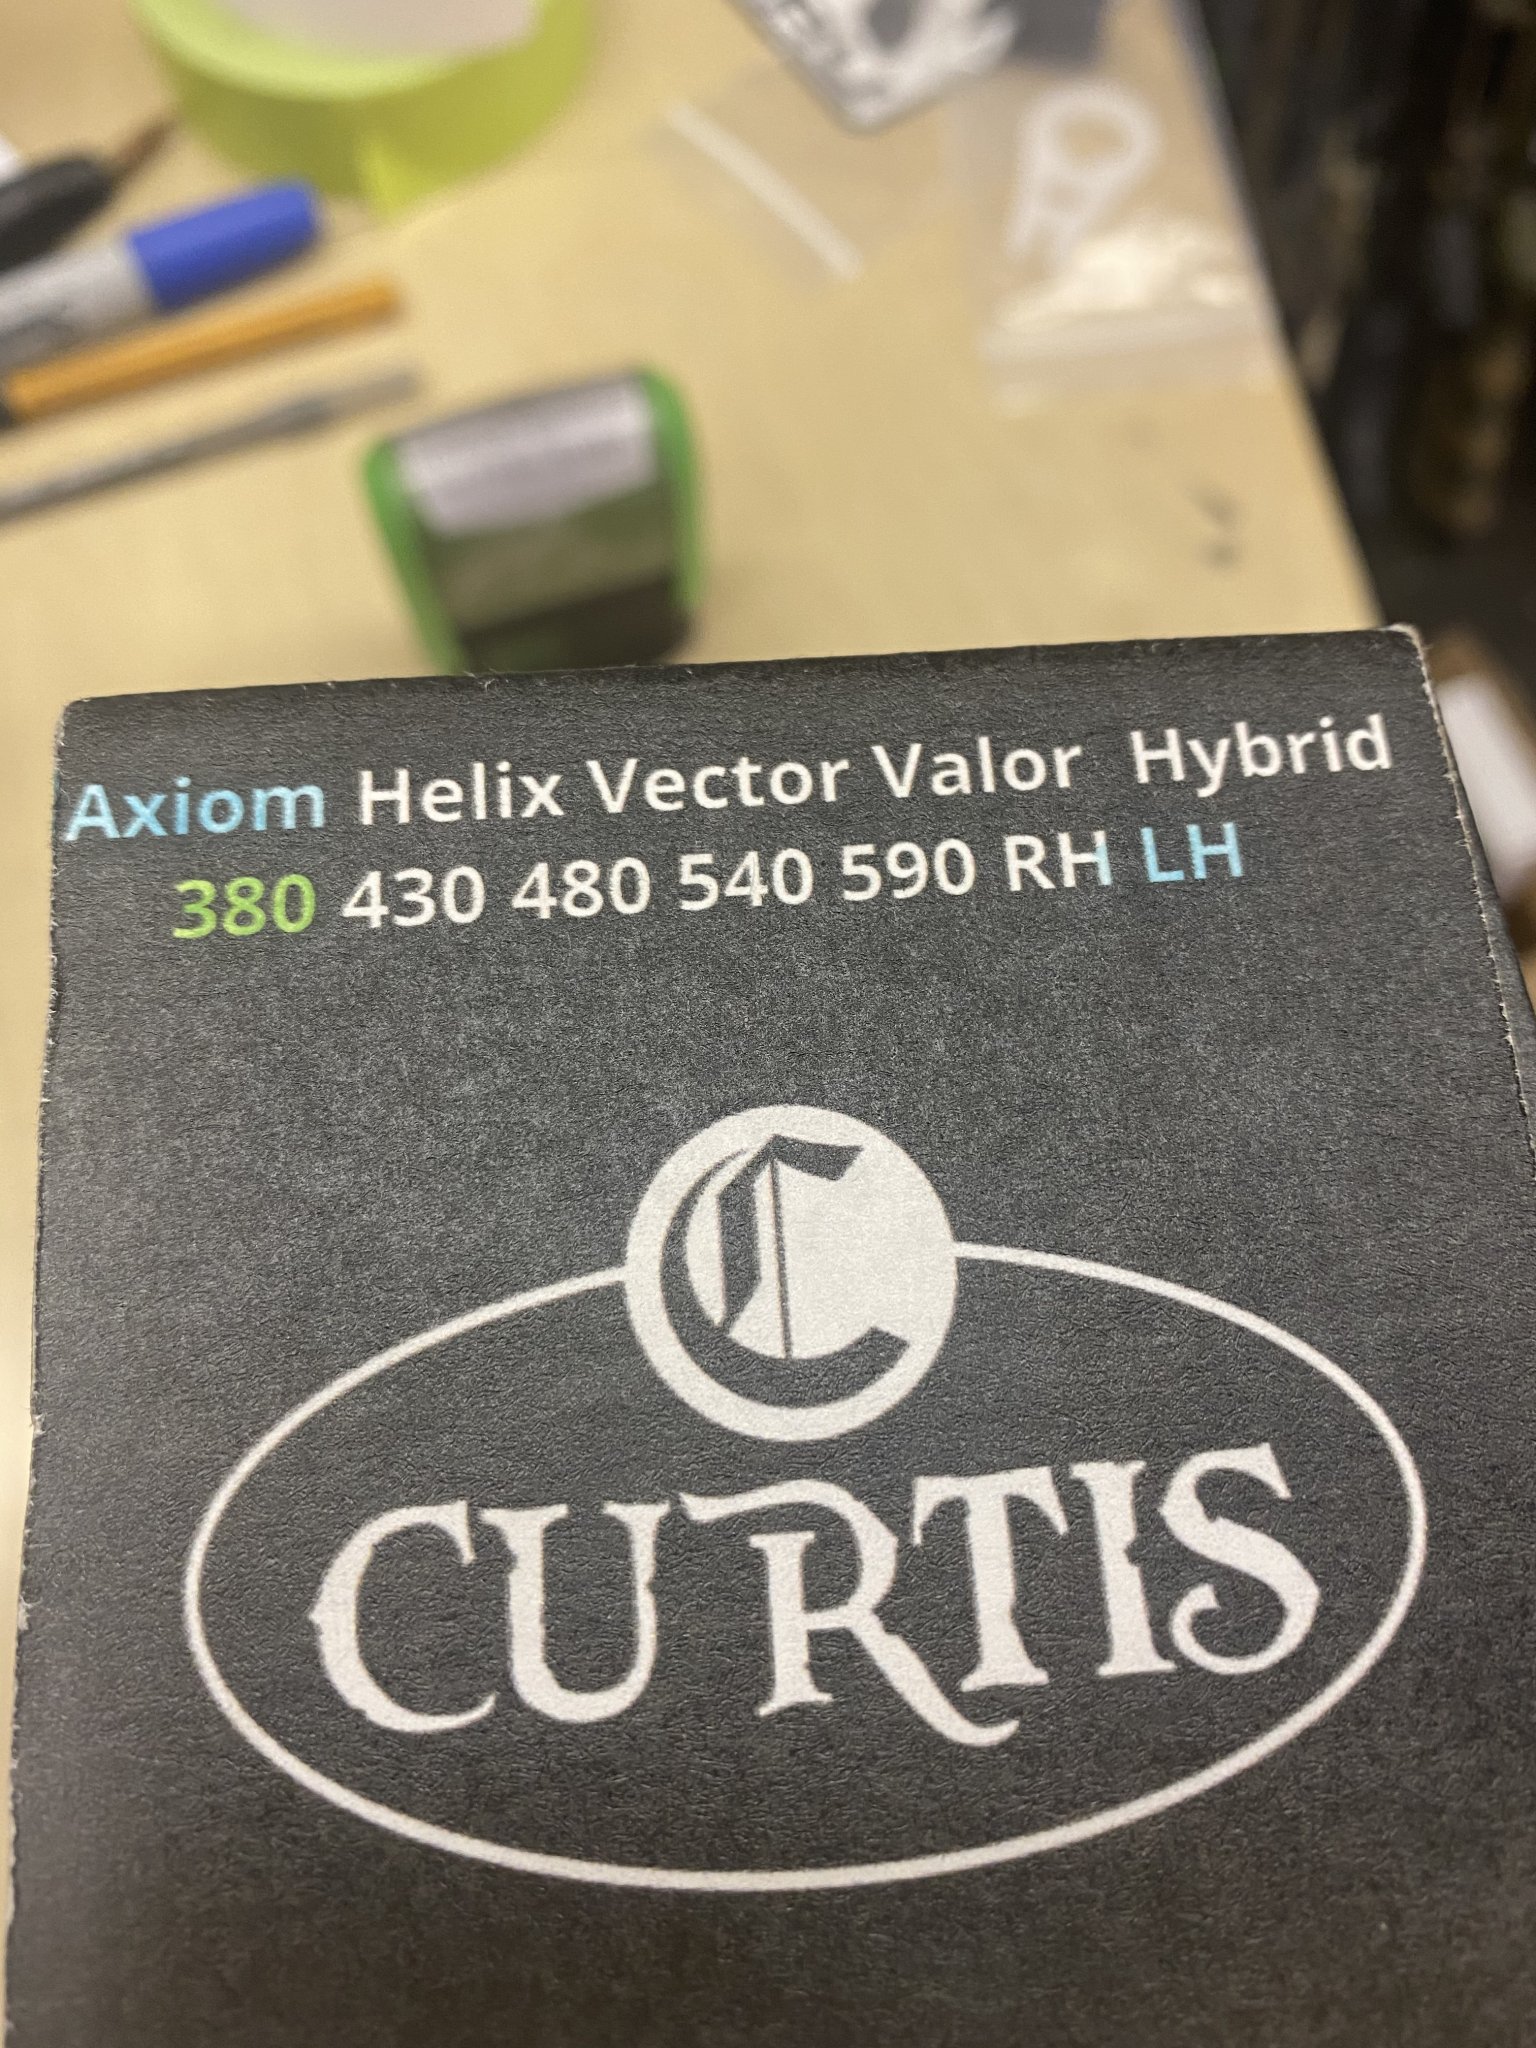 Axiom Helix Vector Valor Hybrid
380 430 480 540 590 RH LH
C
CURTIS